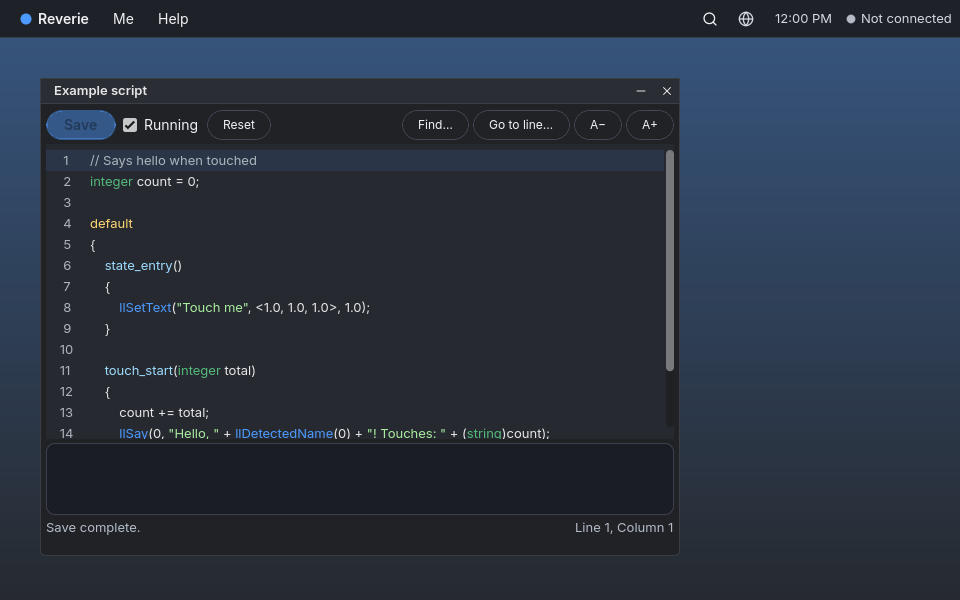 Reverie Me Help 12:00 PM Not connected
Example script
Save Running Reset Find... Go to line... A− A+
1 // Says hello when touched
2 integer count = 0;
3
4 default
5 {
6 state_entry()
7 {
8 llSetText("Touch me", <1.0, 1.0, 1.0>, 1.0);
9 }
10
11 touch_start(integer total)
12 {
13 count += total;
14 llSay(0, "Hello, " + llDetectedName(0) + "! Touches: " + (string)count);
Save complete. Line 1, Column 1